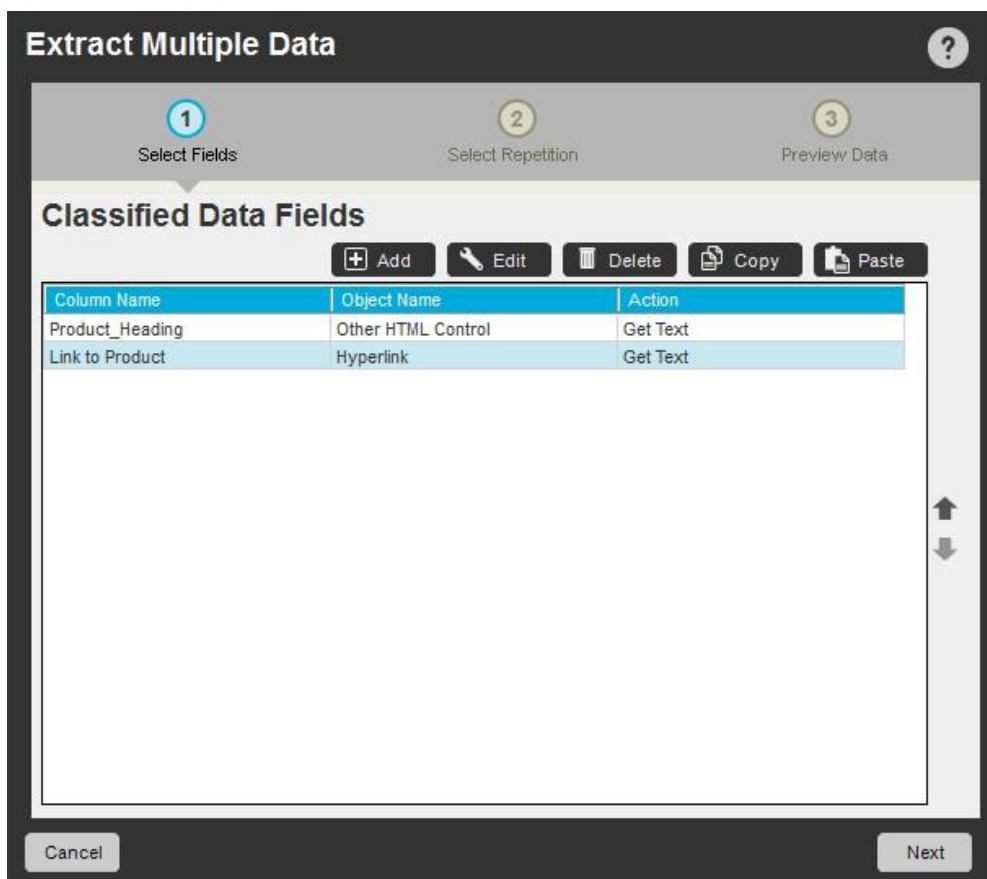 Extract Multiple Data
?
1 2 3
Select Fields Select Repetition Preview Data
Classified Data Fields
Add Edit Delete Copy Paste
Column Name Object Name Action
Product_Heading Other HTML Control Get Text
Link to Product Hyperlink Get Text
Cancel Next